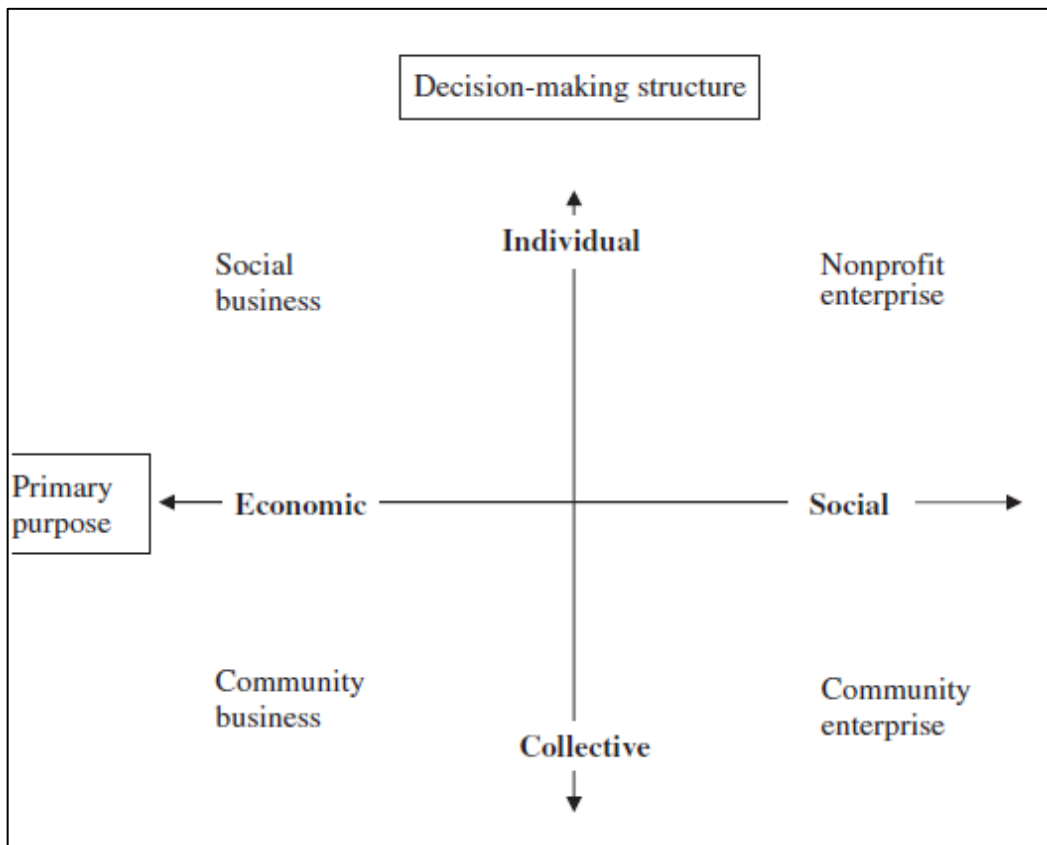 Decision-making structure
Individual
Social
business
Nonprofit
enterprise
Primary
purpose
Economic
Social
Community
business
Community
enterprise
Collective